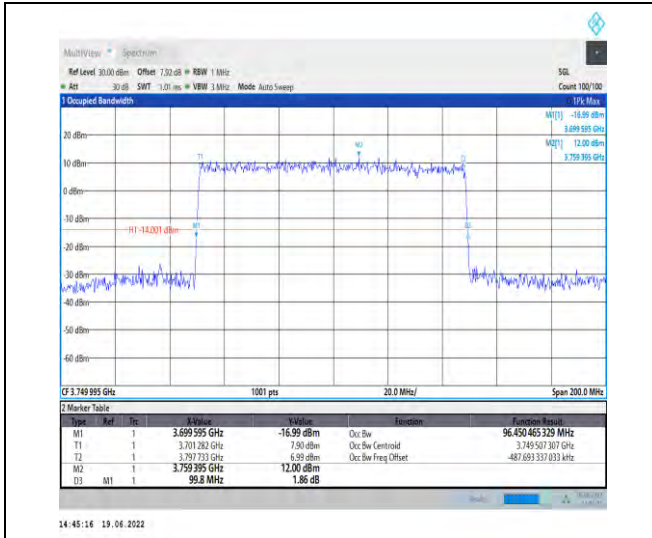 MultiView Spectrum
Ref Level 30.00 dBm Offset 7.92 dB RBW 1 MHz SGL
Att 30 dB SWT 1.01 ms VBW 3 MHz Mode Auto Sweep Count 100/100
1 Occupied Bandwidth 1Pk Max
M1[1] -16.99 dBm
3.699 595 GHz
M2[1] 12.00 dBm
3.759 395 GHz
20 dBm
M2
T1
10 dBm
0 dBm
-10 dBm
H1 -14.001 dBm
M1
-30 dBm
-40 dBm
-50 dBm
-60 dBm
CF 3.749 995 GHz 1001 pts 20.0 MHz/ Span 200.0 MHz
2 Marker Table
Type Ref Trc X-Value Y-Value Function Function Result
M1 1 3.699 595 GHz -16.99 dBm Occ Bw 96.450 465 329 MHz
T1 1 3.701 282 GHz 7.90 dBm Occ Bw Centroid 3.749 507 307 GHz
T2 1 3.797 733 GHz 6.99 dBm Occ Bw Freq Offset -487.693 337 033 kHz
M2 1 3.759 395 GHz 12.00 dBm
D3 M1 1 99.8 MHz 1.86 dB
14:45:16 19.06.2022